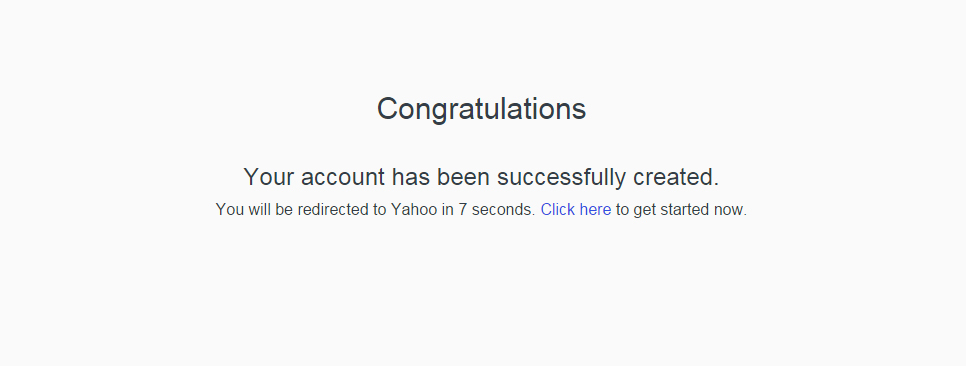 Congratulations
Your account has been successfully created.
You will be redirected to Yahoo in 7 seconds. Click here to get started now.